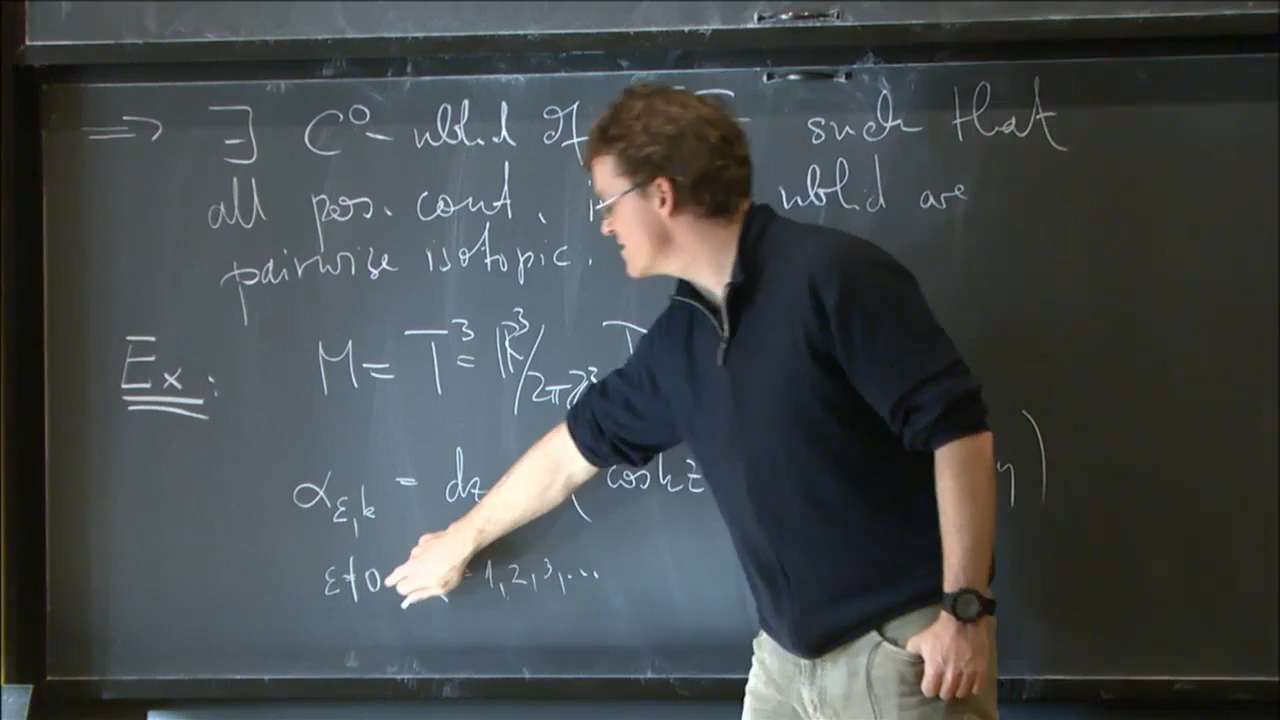 => ∃ C⁰- nbhd of such that
all pos. cont. nbhd are
pairwise isotopic.
Ex: M = T³ = ℝ³/2πℤ³
α_{ε,k} = dz ( cos kz )
ε≠0 = 1,2,3,...